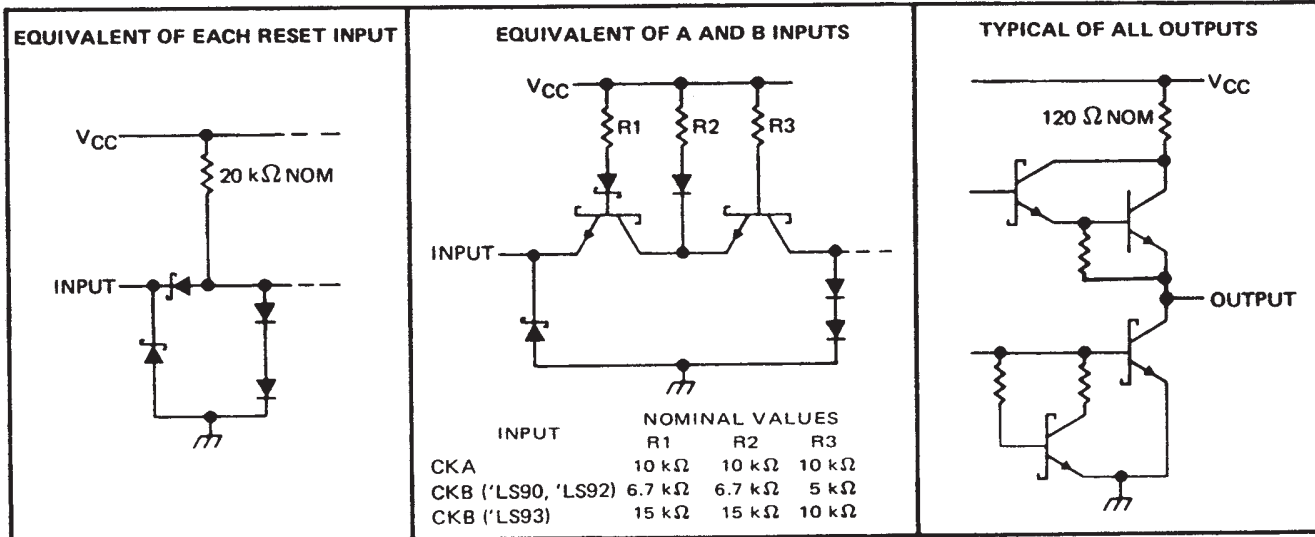 EQUIVALENT OF EACH RESET INPUT
VCC
20 kΩ NOM
INPUT
EQUIVALENT OF A AND B INPUTS
VCC
R1
R2
R3
INPUT
NOMINAL VALUES
INPUT R1 R2 R3
CKA 10 kΩ 10 kΩ 10 kΩ
CKB ('LS90, 'LS92) 6.7 kΩ 6.7 kΩ 5 kΩ
CKB ('LS93) 15 kΩ 15 kΩ 10 kΩ
TYPICAL OF ALL OUTPUTS
VCC
120 Ω NOM
OUTPUT